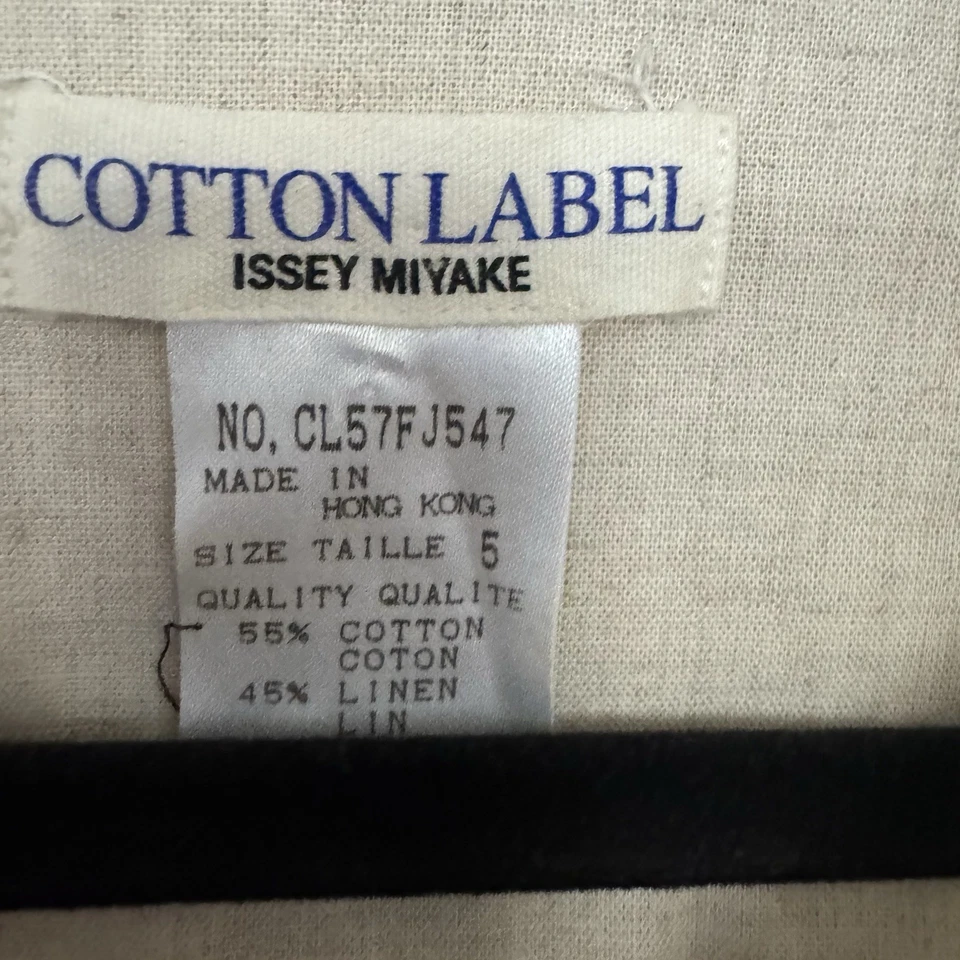 COTTON LABEL
ISSEY MIYAKE
NO, CL57FJ547
MADE IN
HONG KONG
SIZE TAILLE 5
QUALITY QUALITE
55% COTTON
COTON
45% LINEN
LIN